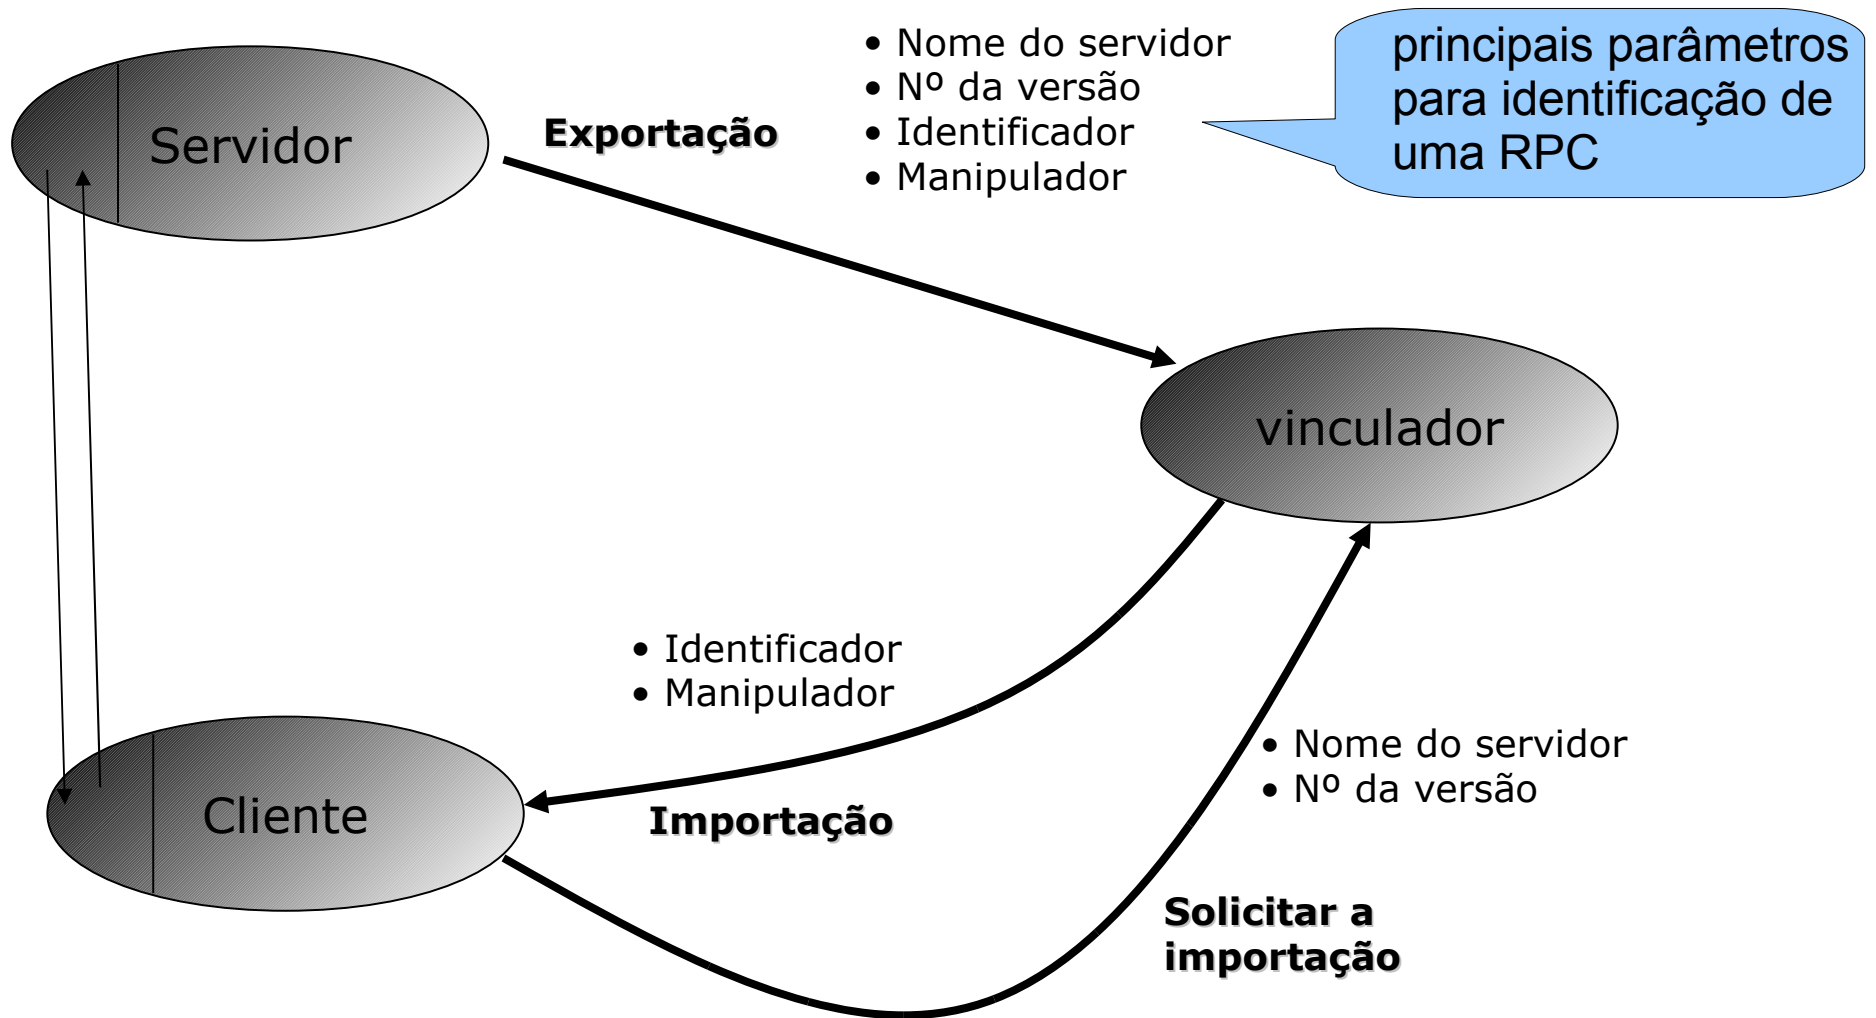 • Nome do servidor
• Nº da versão
• Identificador
• Manipulador
principais parâmetros
para identificação de
uma RPC
Servidor
Exportação
vinculador
• Identificador
• Manipulador
• Nome do servidor
• Nº da versão
Cliente
Importação
Solicitar a
importação